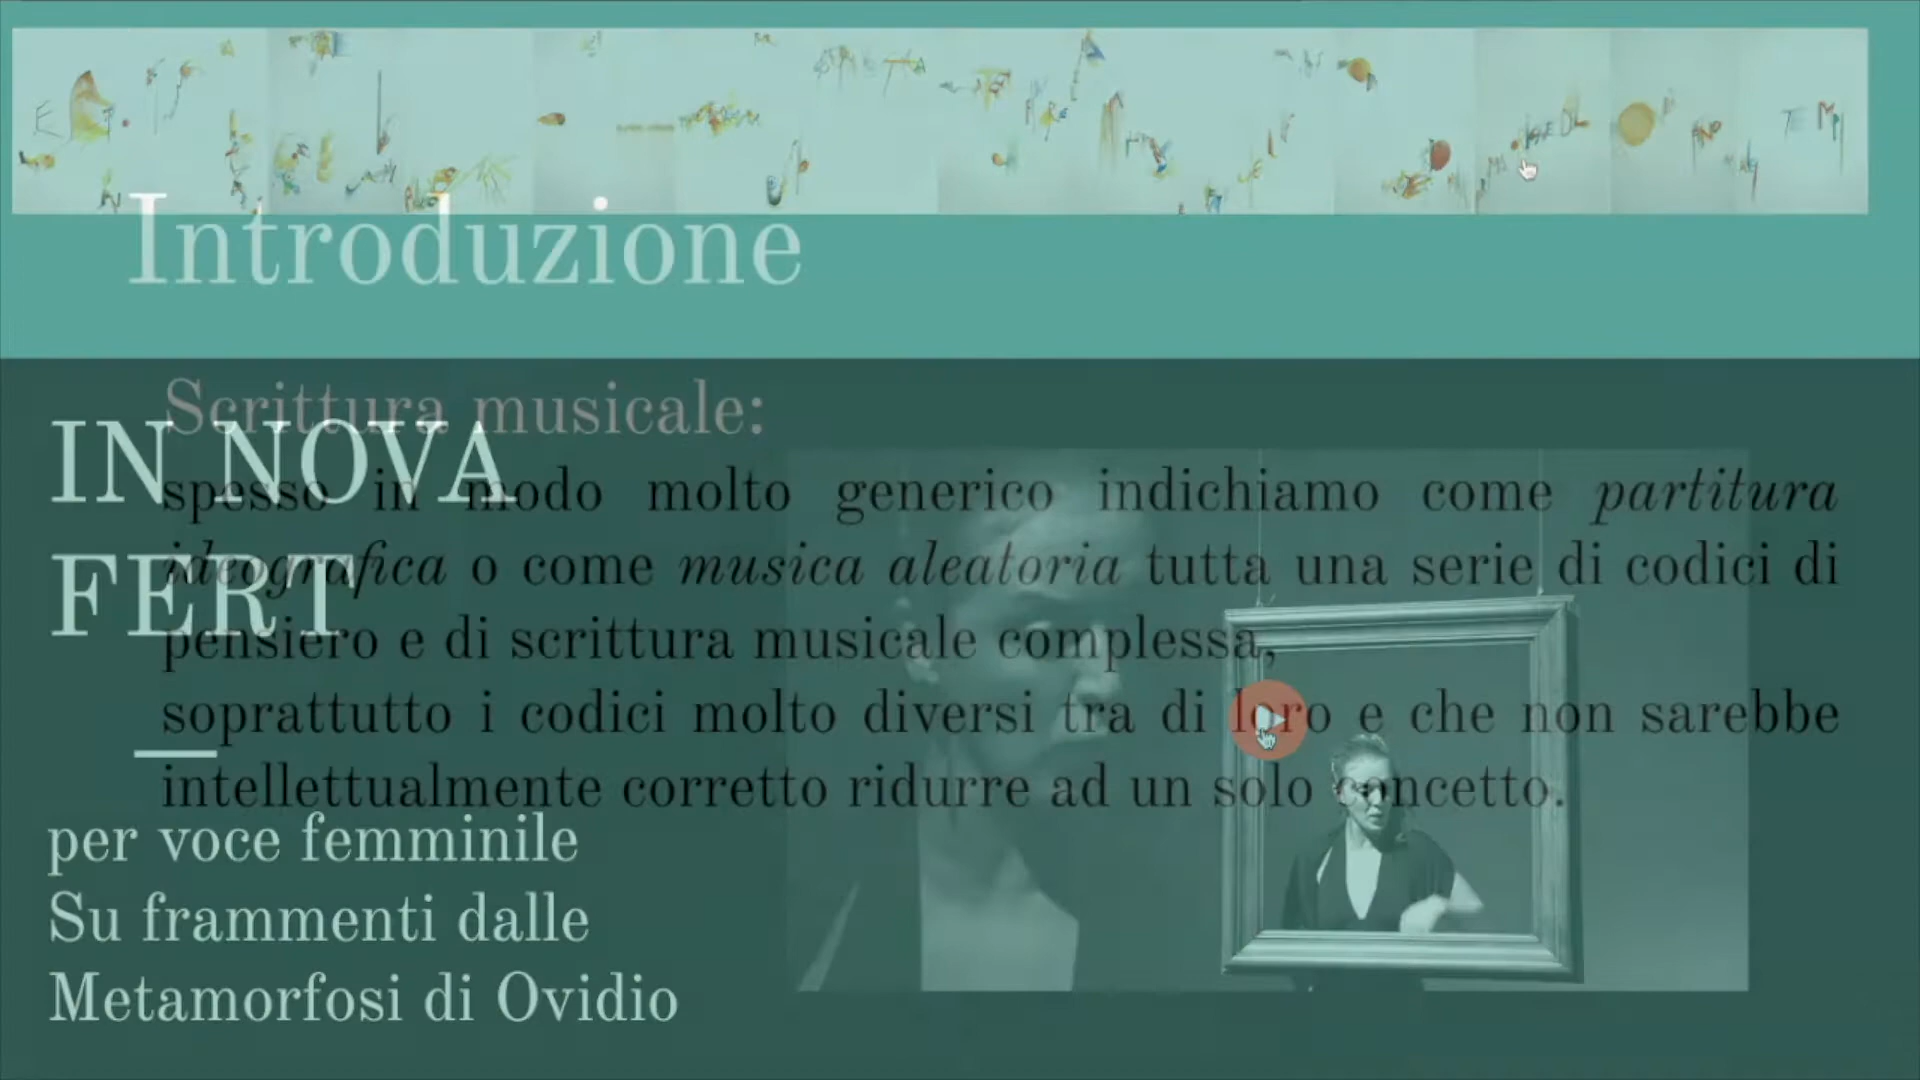 Introduzione
Scrittura musicale:
IN NOVA
FERT
spesso in modo molto generico indichiamo come partitura
ideografica o come musica aleatoria tutta una serie di codici di
pensiero e di scrittura musicale complessa,
soprattutto i codici molto diversi tra di loro e che non sarebbe
intellettualmente corretto ridurre ad un solo concetto.
per voce femminile
Su frammenti dalle
Metamorfosi di Ovidio